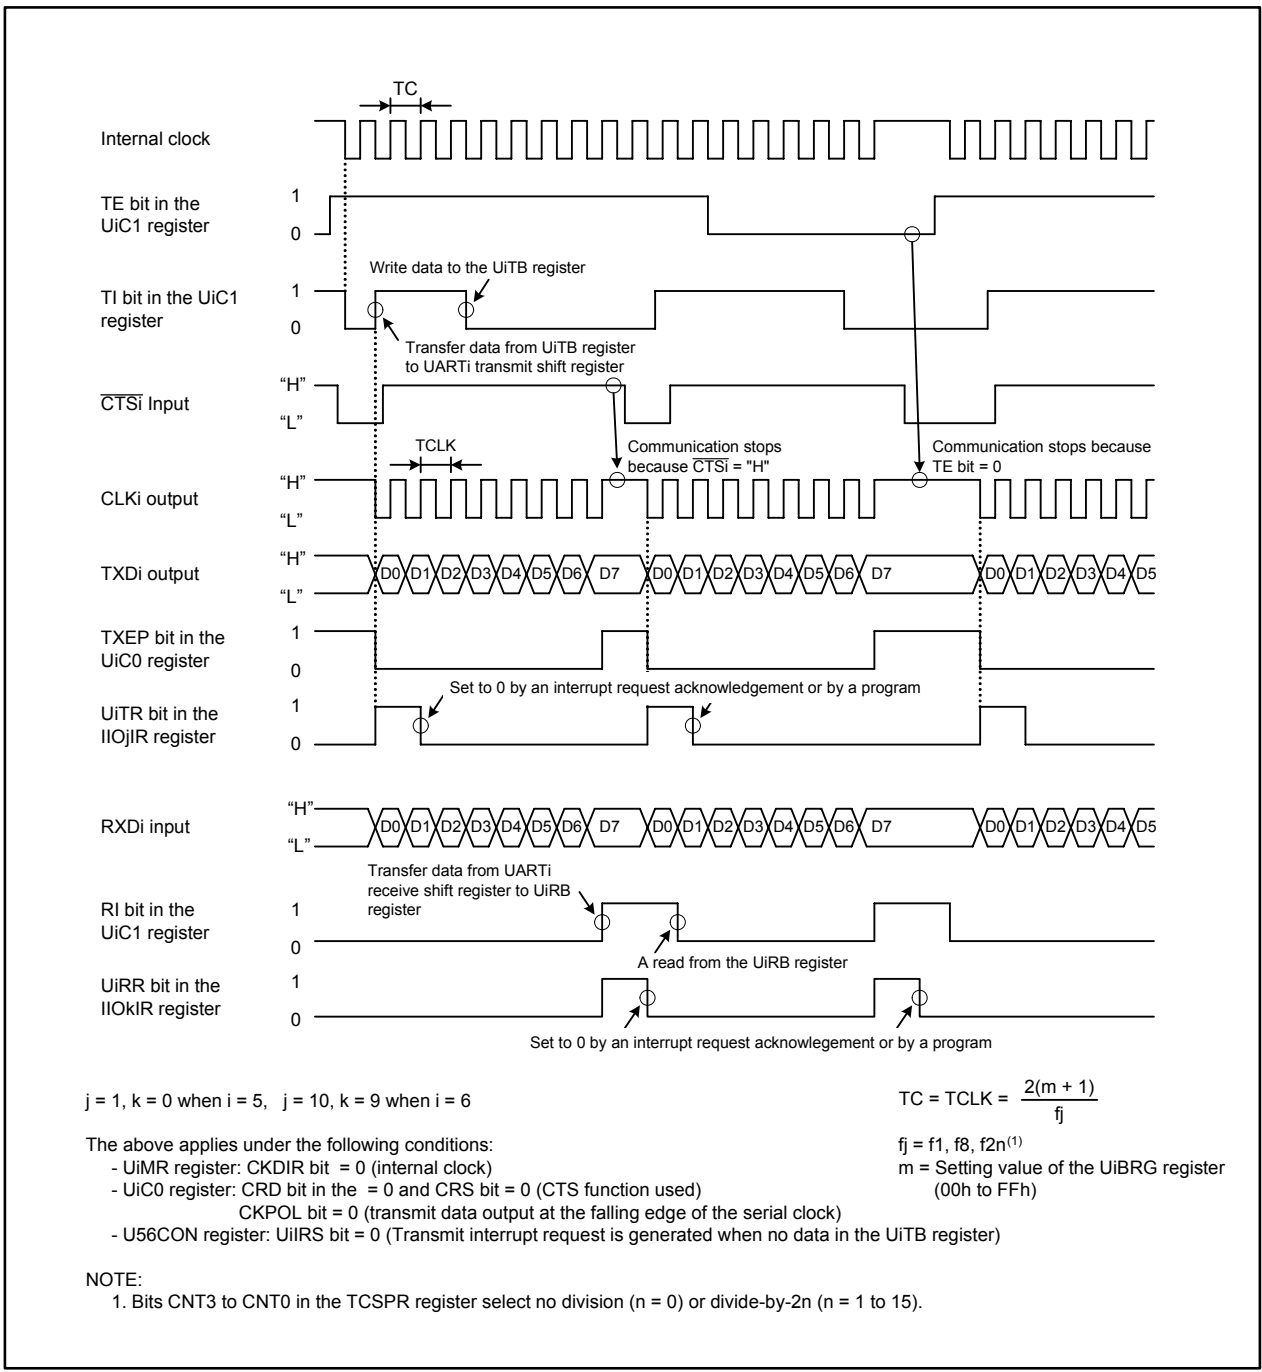 TC
Internal clock
TE bit in the
UiC1 register
1
0
Write data to the UiTB register
TI bit in the UiC1
register
1
0
Transfer data from UiTB register
to UARTi transmit shift register
CTSi Input
“H”
“L”
TCLK
Communication stops
because CTSi = "H"
Communication stops because
TE bit = 0
CLKi output
“H”
“L”
TXDi output
“H”
“L”
D0 D1 D2 D3 D4 D5 D6 D7 D0 D1 D2 D3 D4 D5 D6 D7 D0 D1 D2 D3 D4 D5
TXEP bit in the
UiC0 register
1
0
Set to 0 by an interrupt request acknowledgement or by a program
UiTR bit in the
IIOjIR register
1
0
RXDi input
“H”
“L”
D0 D1 D2 D3 D4 D5 D6 D7 D0 D1 D2 D3 D4 D5 D6 D7 D0 D1 D2 D3 D4 D5
Transfer data from UARTi
receive shift register to UiRB
register
RI bit in the
UiC1 register
1
0
A read from the UiRB register
UiRR bit in the
IIOkIR register
1
0
Set to 0 by an interrupt request acknowlegement or by a program
j = 1, k = 0 when i = 5, j = 10, k = 9 when i = 6
TC = TCLK = 2(m + 1)
fj
The above applies under the following conditions:
- UiMR register: CKDIR bit = 0 (internal clock)
- UiC0 register: CRD bit in the = 0 and CRS bit = 0 (CTS function used)
CKPOL bit = 0 (transmit data output at the falling edge of the serial clock)
- U56CON register: UiIRS bit = 0 (Transmit interrupt request is generated when no data in the UiTB register)
fj = f1, f8, f2n(1)
m = Setting value of the UiBRG register
(00h to FFh)
NOTE:
1. Bits CNT3 to CNT0 in the TCSPR register select no division (n = 0) or divide-by-2n (n = 1 to 15).